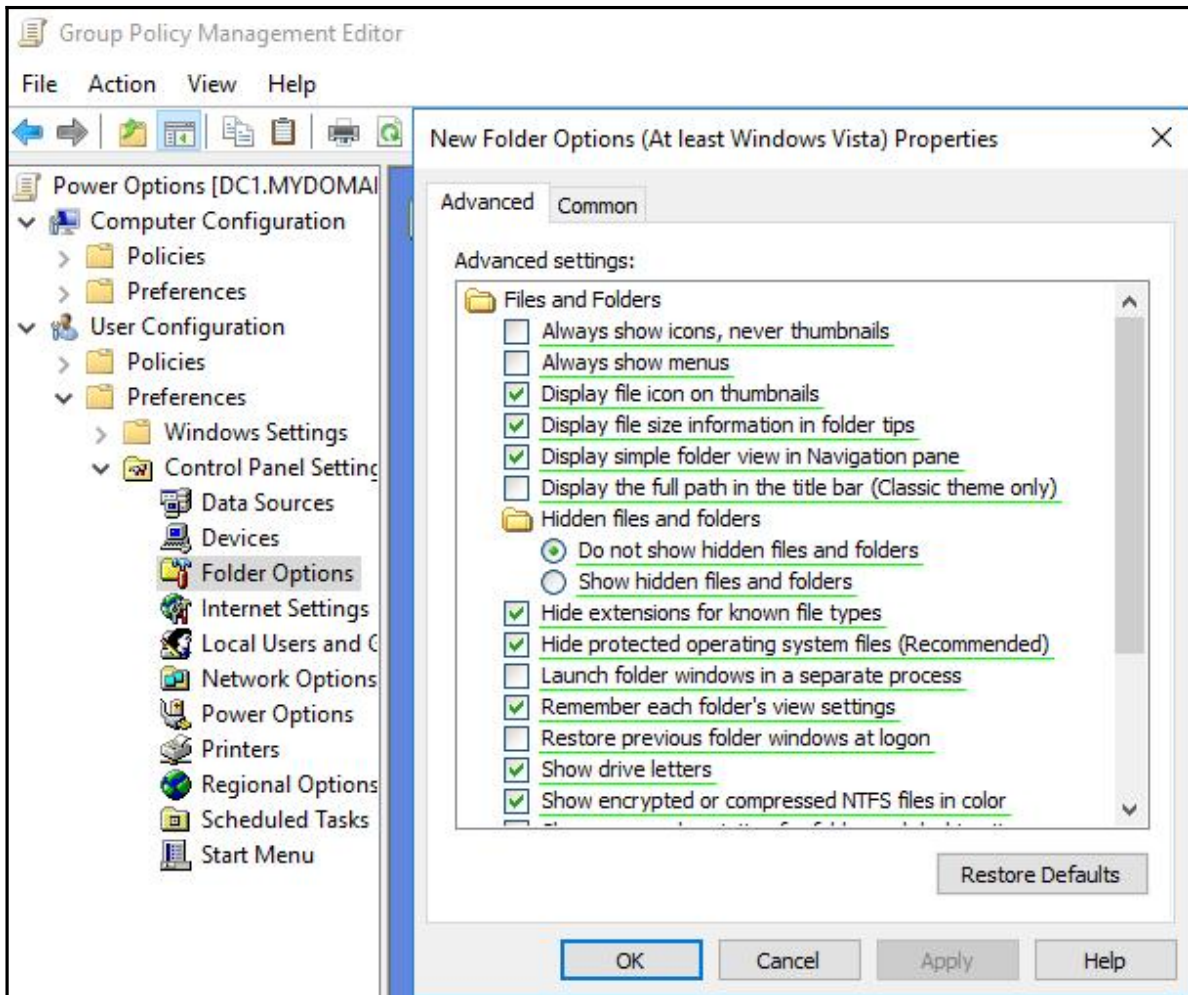 Group Policy Management Editor
File Action View Help
Power Options [DC1.MYDOMAI
Computer Configuration
Policies
Preferences
User Configuration
Policies
Preferences
Windows Settings
Control Panel Setting
Data Sources
Devices
Folder Options
Internet Settings
Local Users and G
Network Options
Power Options
Printers
Regional Options
Scheduled Tasks
Start Menu
New Folder Options (At least Windows Vista) Properties
Advanced Common
Advanced settings:
Files and Folders
Always show icons, never thumbnails
Always show menus
Display file icon on thumbnails
Display file size information in folder tips
Display simple folder view in Navigation pane
Display the full path in the title bar (Classic theme only)
Hidden files and folders
Do not show hidden files and folders
Show hidden files and folders
Hide extensions for known file types
Hide protected operating system files (Recommended)
Launch folder windows in a separate process
Remember each folder's view settings
Restore previous folder windows at logon
Show drive letters
Show encrypted or compressed NTFS files in color
Restore Defaults
OK Cancel Apply Help